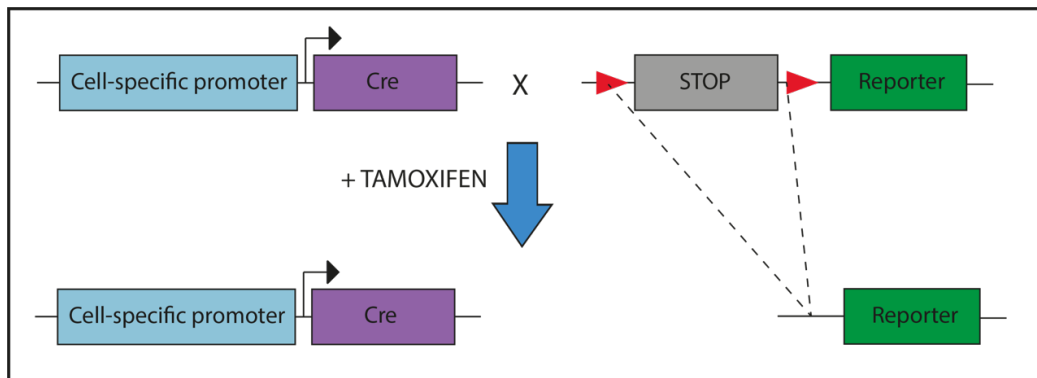 Cell-specific promoter Cre X STOP Reporter
+ TAMOXIFEN
Cell-specific promoter Cre Reporter